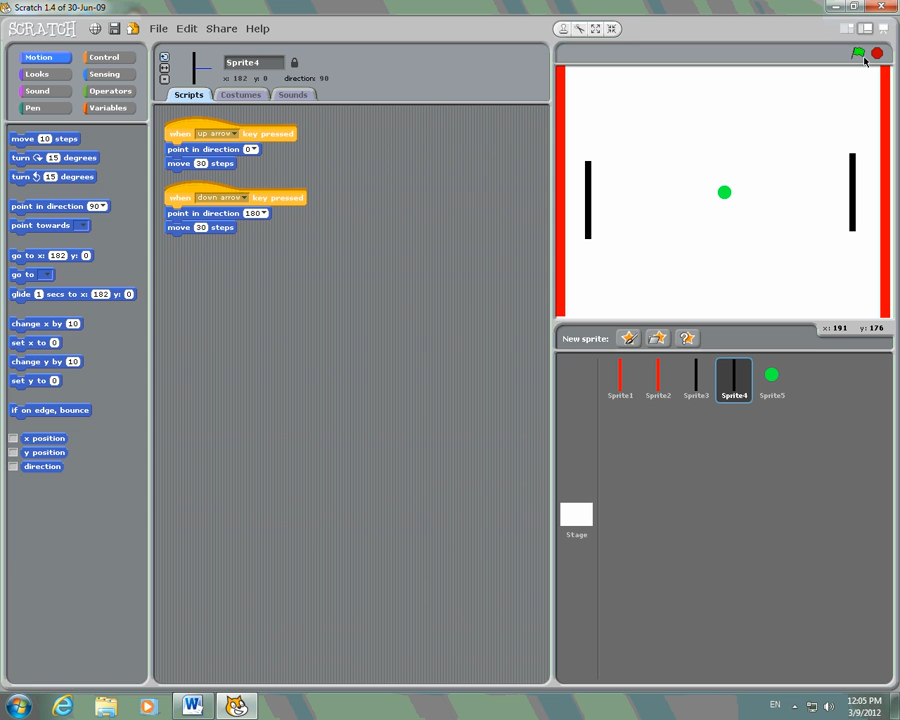 Scratch 1.4 of 30-Jun-09
SCRATCH File Edit Share Help
Motion Control
Looks Sensing
Sound Operators
Pen Variables
move 10 steps
turn 15 degrees
turn 15 degrees
point in direction 90
point towards
go to x: 182 y: 0
go to
glide 1 secs to x: 182 y: 0
change x by 10
set x to 0
change y by 10
set y to 0
if on edge, bounce
x position
y position
direction
Sprite4
x: 182 y: 0 direction: 90
Scripts Costumes Sounds
when up arrow key pressed
point in direction 0
move 30 steps
when down arrow key pressed
point in direction 180
move 30 steps
x: 191 y: 176
New sprite:
Sprite1 Sprite2 Sprite3 Sprite4 Sprite5
Stage
EN
12:05 PM
3/9/2012